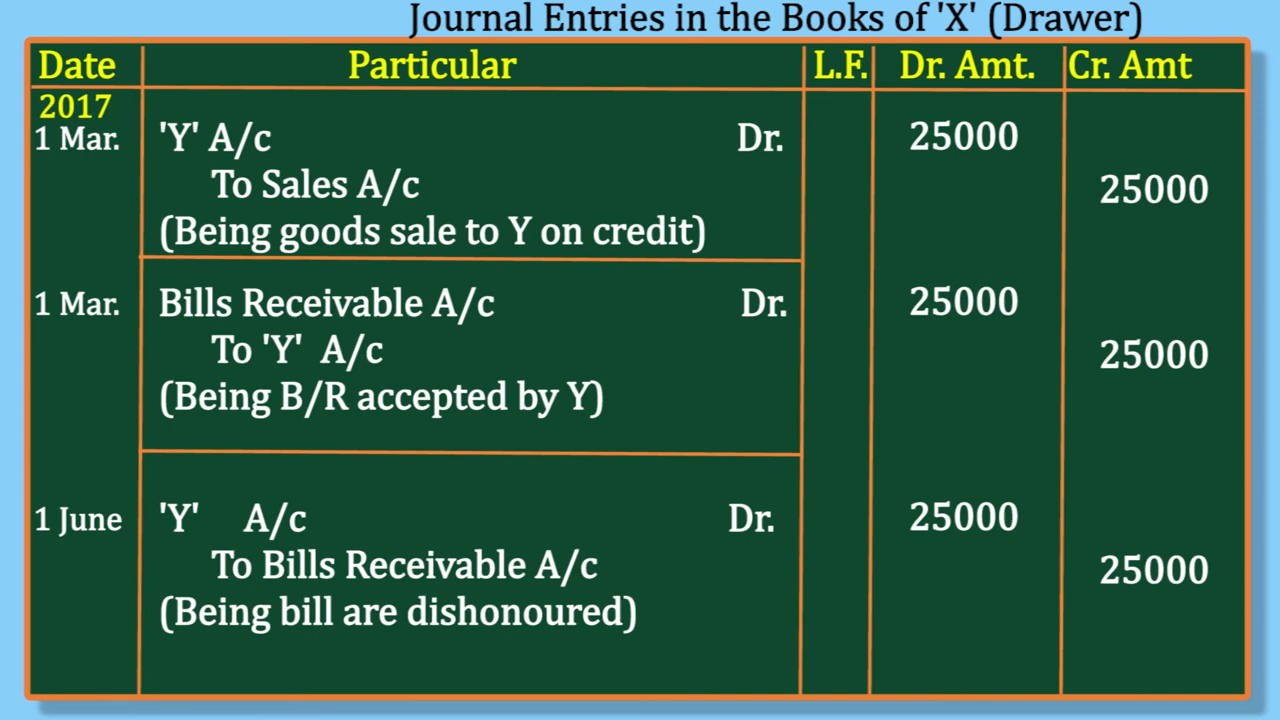 Journal Entries in the Books of 'X' (Drawer)
Date Particular L.F. Dr. Amt. Cr. Amt
2017
1 Mar. 'Y' A/c Dr. 25000
To Sales A/c 25000
(Being goods sale to Y on credit)
1 Mar. Bills Receivable A/c Dr. 25000
To 'Y' A/c 25000
(Being B/R accepted by Y)
1 June 'Y' A/c Dr. 25000
To Bills Receivable A/c 25000
(Being bill are dishonoured)